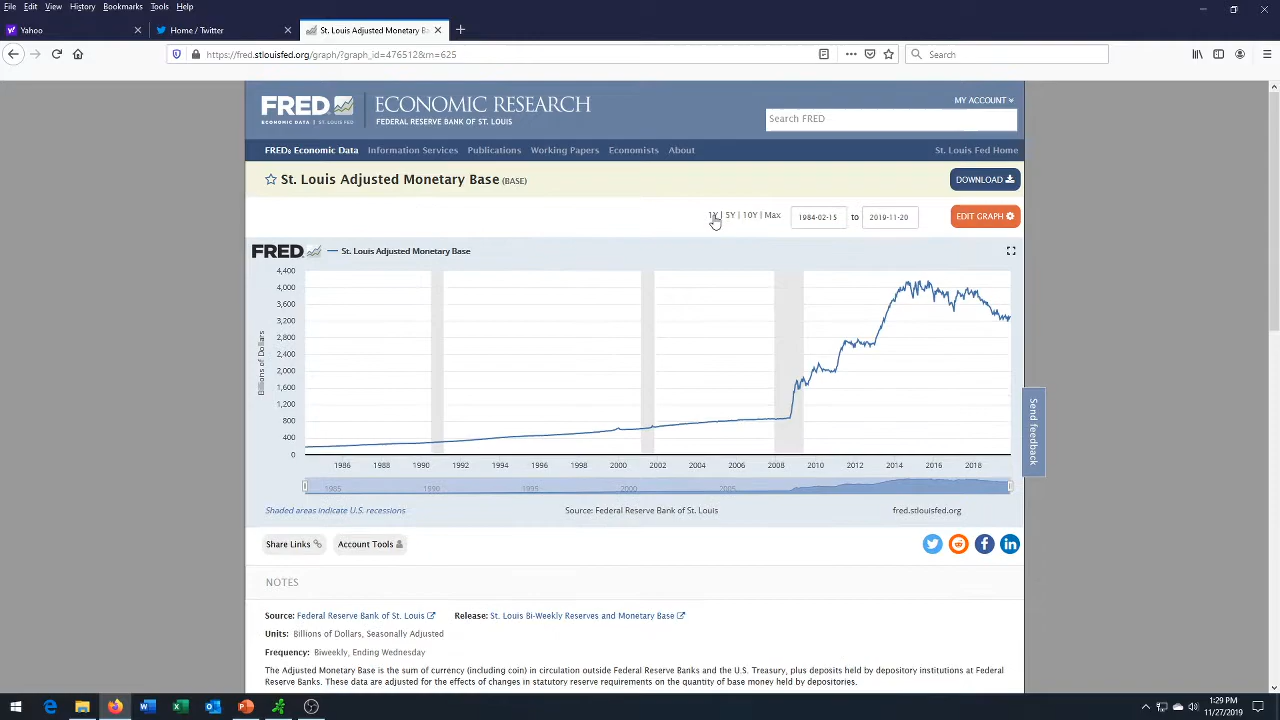 File Edit View History Bookmarks Tools Help
Yahoo
Home / Twitter
St. Louis Adjusted Monetary Ba
https://fred.stlouisfed.org/graph/?graph_id=476512&rn=625
Search
FRED
ECONOMIC DATA | ST. LOUIS FED
ECONOMIC RESEARCH
FEDERAL RESERVE BANK OF ST. LOUIS
MY ACCOUNT
Search FRED
FRED® Economic Data Information Services Publications Working Papers Economists About St. Louis Fed Home
St. Louis Adjusted Monetary Base (BASE)
DOWNLOAD
1Y | 5Y | 10Y | Max 1984-02-15 to 2019-11-20
EDIT GRAPH
FRED — St. Louis Adjusted Monetary Base
Billions of Dollars
4,400
4,000
3,600
3,200
2,800
2,400
2,000
1,600
1,200
800
400
0
1986 1988 1990 1992 1994 1996 1998 2000 2002 2004 2006 2008 2010 2012 2014 2016 2018
1985 1990 1995 2000 2005
Shaded areas indicate U.S. recessions Source: Federal Reserve Bank of St. Louis fred.stlouisfed.org
Send feedback
Share Links Account Tools
NOTES
Source: Federal Reserve Bank of St. Louis Release: St. Louis Bi-Weekly Reserves and Monetary Base
Units: Billions of Dollars, Seasonally Adjusted
Frequency: Biweekly, Ending Wednesday
The Adjusted Monetary Base is the sum of currency (including coin) in circulation outside Federal Reserve Banks and the U.S. Treasury, plus deposits held by depository institutions at Federal
Reserve Banks. These data are adjusted for the effects of changes in statutory reserve requirements on the quantity of base money held by depositories.
1:29 PM
11/27/2019